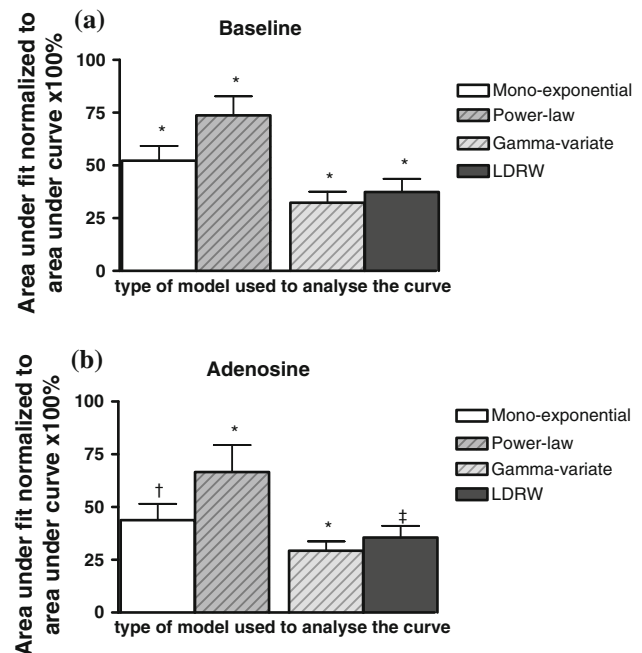 (a)
Baseline
Area under fit normalized to
area under curve x100%
100
75
50
25
0
*
*
*
*
type of model used to analyse the curve
Mono-exponential
Power-law
Gamma-variate
LDRW
(b)
Adenosine
Area under fit normalized to
area under curve x100%
100
75
50
25
0
†
*
*
‡
type of model used to analyse the curve
Mono-exponential
Power-law
Gamma-variate
LDRW